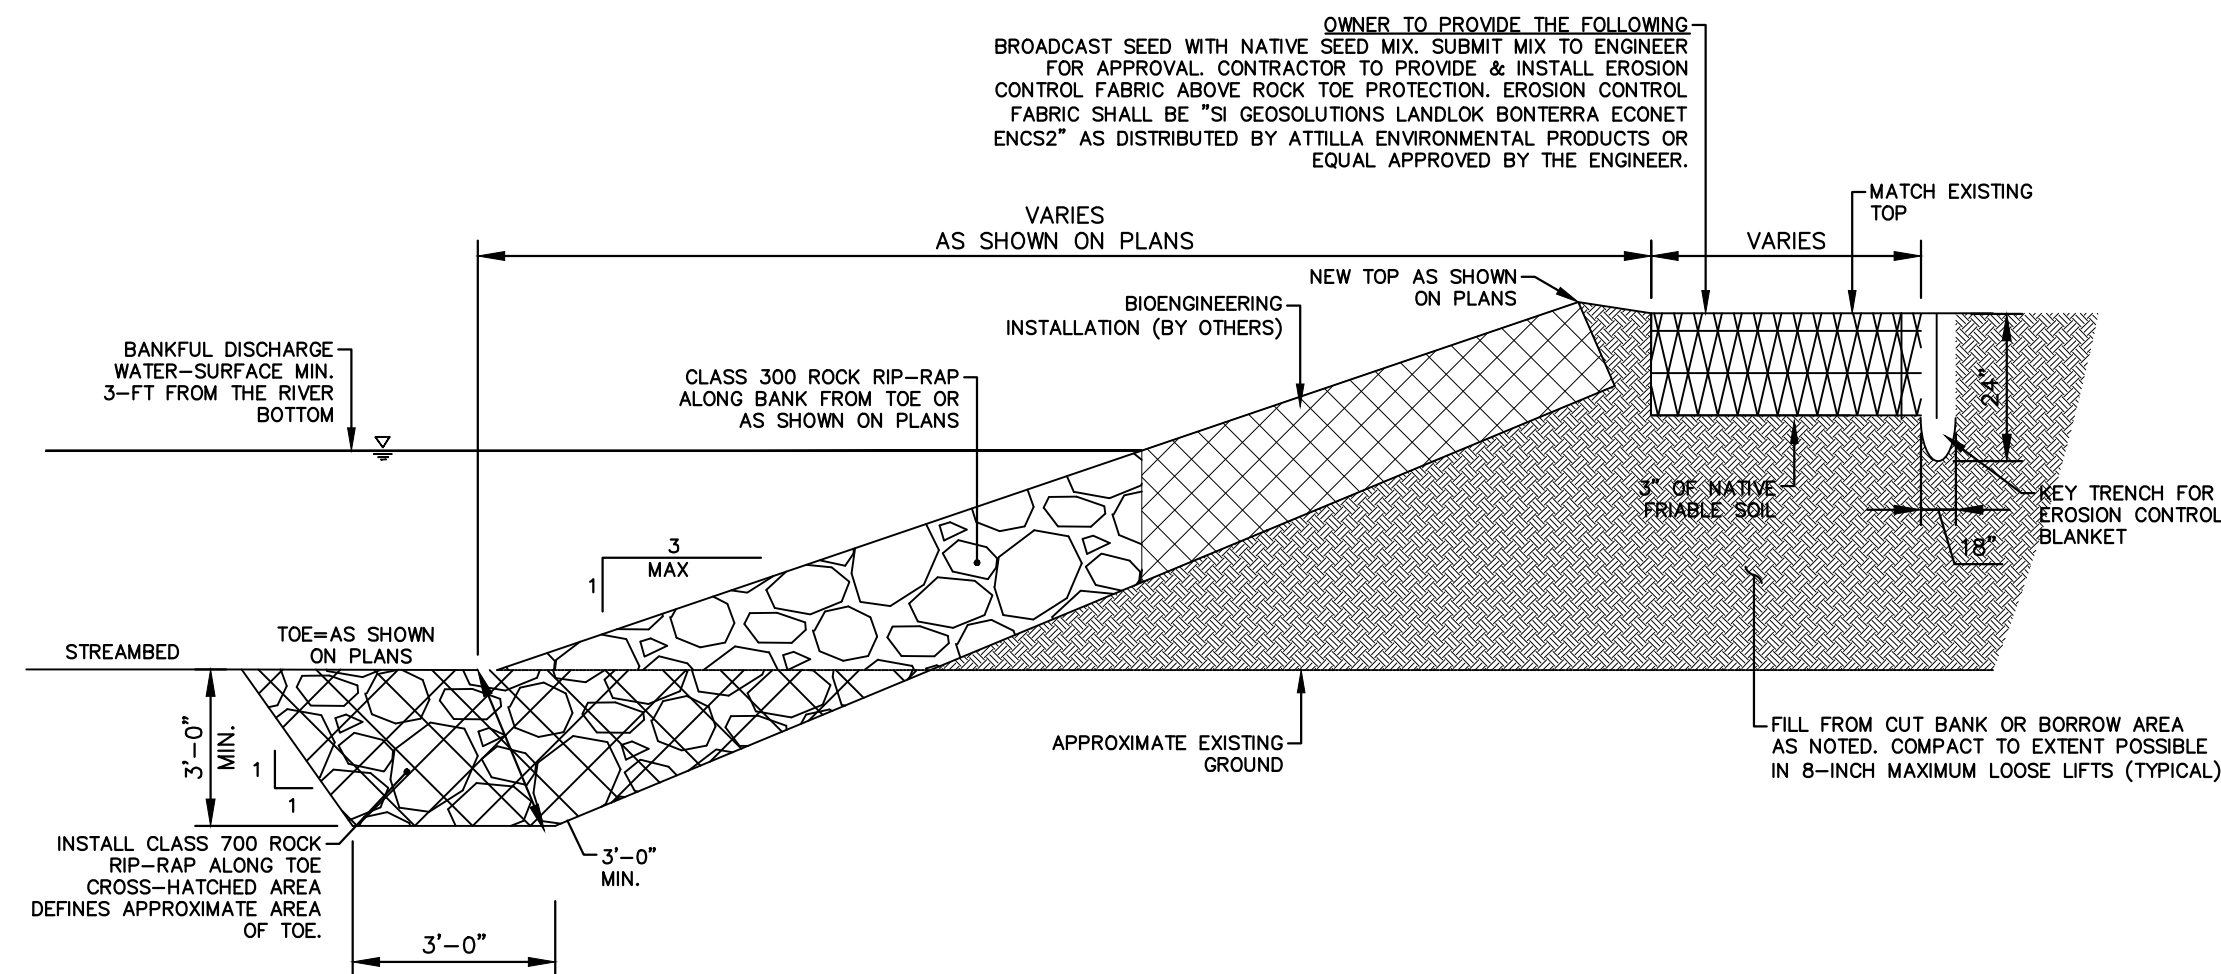 OWNER TO PROVIDE THE FOLLOWING
BROADCAST SEED WITH NATIVE SEED MIX. SUBMIT MIX TO ENGINEER
FOR APPROVAL. CONTRACTOR TO PROVIDE & INSTALL EROSION
CONTROL FABRIC ABOVE ROCK TOE PROTECTION. EROSION CONTROL
FABRIC SHALL BE "SI GEOSOLUTIONS LANDLOK BONTERRA ECONET
ENCS2" AS DISTRIBUTED BY ATTILLA ENVIRONMENTAL PRODUCTS OR
EQUAL APPROVED BY THE ENGINEER.
MATCH EXISTING
TOP
VARIES
AS SHOWN ON PLANS
VARIES
NEW TOP AS SHOWN
ON PLANS
BIOENGINEERING
INSTALLATION (BY OTHERS)
BANKFUL DISCHARGE
WATER-SURFACE MIN.
3-FT FROM THE RIVER
BOTTOM
CLASS 300 ROCK RIP-RAP
ALONG BANK FROM TOE OR
AS SHOWN ON PLANS
24"
3" OF NATIVE
FRIABLE SOIL
KEY TRENCH FOR
EROSION CONTROL
BLANKET
18"
3
MAX
1
STREAMBED
TOE=AS SHOWN
ON PLANS
3'-0"
MIN.
1
1
APPROXIMATE EXISTING
GROUND
FILL FROM CUT BANK OR BORROW AREA
AS NOTED. COMPACT TO EXTENT POSSIBLE
IN 8-INCH MAXIMUM LOOSE LIFTS (TYPICAL)
INSTALL CLASS 700 ROCK
RIP-RAP ALONG TOE
CROSS-HATCHED AREA
DEFINES APPROXIMATE AREA
OF TOE.
3'-0"
MIN.
3'-0"